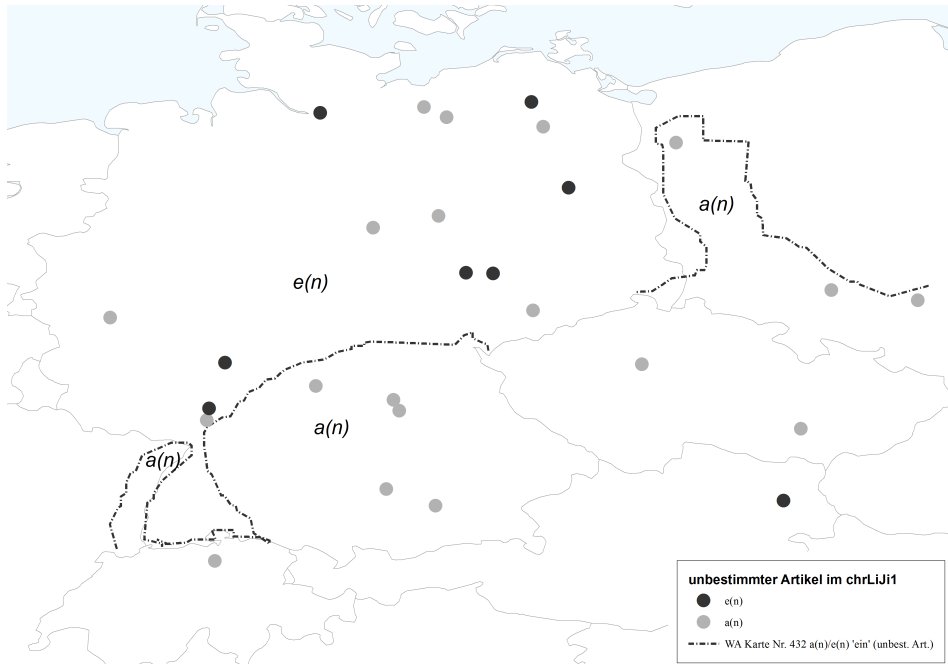 a(n)
e(n)
a(n)
a(n)
unbestimmter Artikel im chrLiJi1
e(n)
a(n)
WA Karte Nr. 432 a(n)/e(n) 'ein' (unbest. Art.)